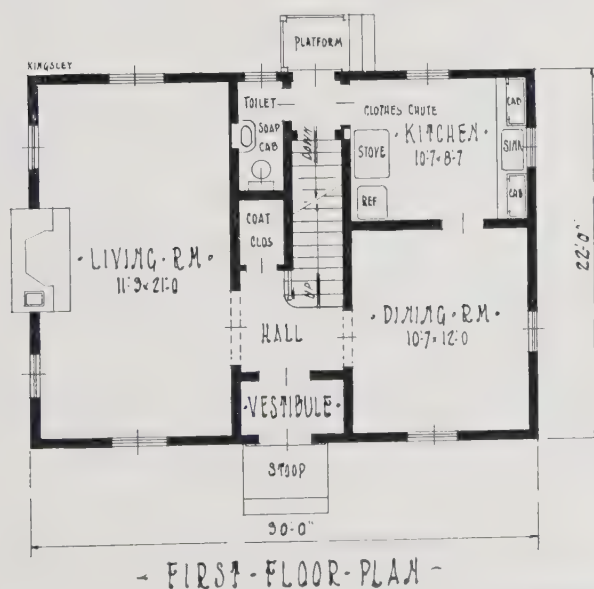 PLATFORM
KINGSLEY
TOILET
SOAP
CAB
DOWN
CLOTHES CHUTE
· KITCHEN ·
10:7 × 8:7
STOVE
REF
CAB
SINK
CAB
COAT
CLOS
· LIVING · RM ·
11:9 × 21:0
UP
HALL
· DINING · RM ·
10:7 × 12:0
22'·0"
· VESTIBULE ·
STOOP
30'·0"
- FIRST - FLOOR - PLAN -